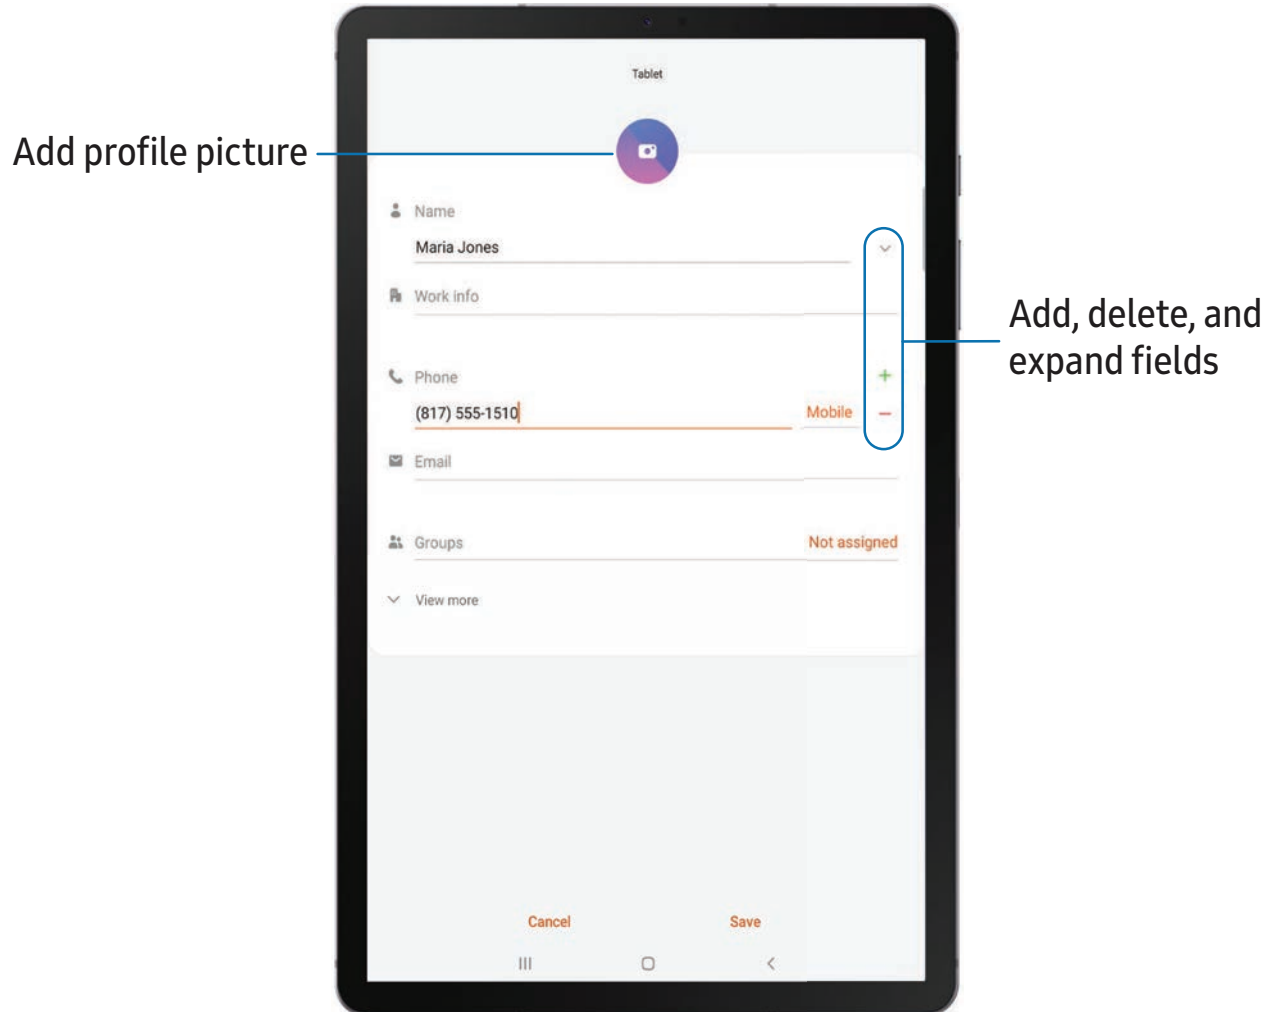 Tablet
Add profile picture
Name
Maria Jones
Work info
Add, delete, and
expand fields
Phone
(817) 555-1510 Mobile
Email
Groups Not assigned
View more
Cancel Save